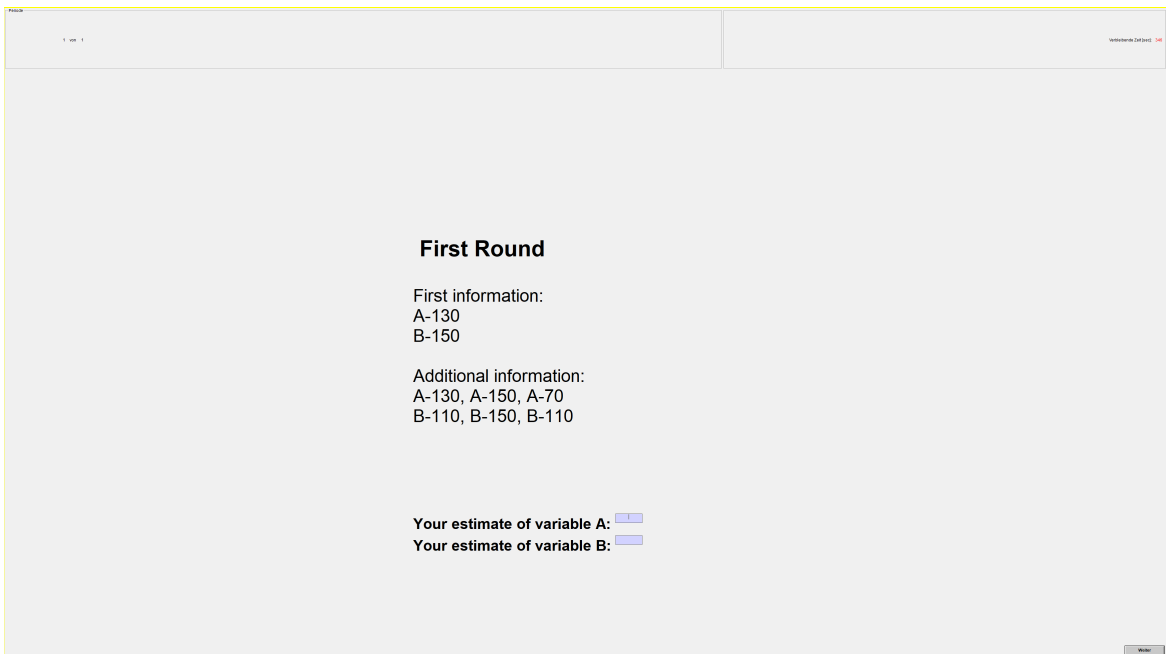 Periode
1 von 1
Verbleibende Zeit [sec]:
First Round
First information:
A-130
B-150
Additional information:
A-130, A-150, A-70
B-110, B-150, B-110
Your estimate of variable A:
Your estimate of variable B:
Weiter